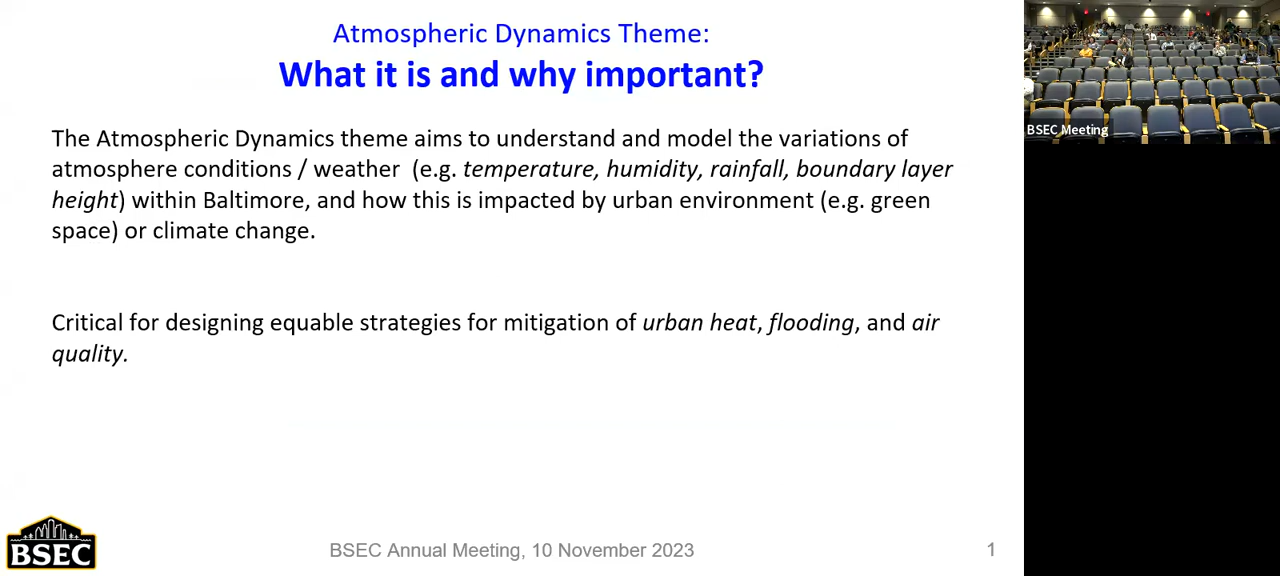 Atmospheric Dynamics Theme:
What it is and why important?
The Atmospheric Dynamics theme aims to understand and model the variations of
atmosphere conditions / weather (e.g. temperature, humidity, rainfall, boundary layer
height) within Baltimore, and how this is impacted by urban environment (e.g. green
space) or climate change.
Critical for designing equable strategies for mitigation of urban heat, flooding, and air
quality.
BSEC
BSEC Annual Meeting, 10 November 2023
1
BSEC Meeting